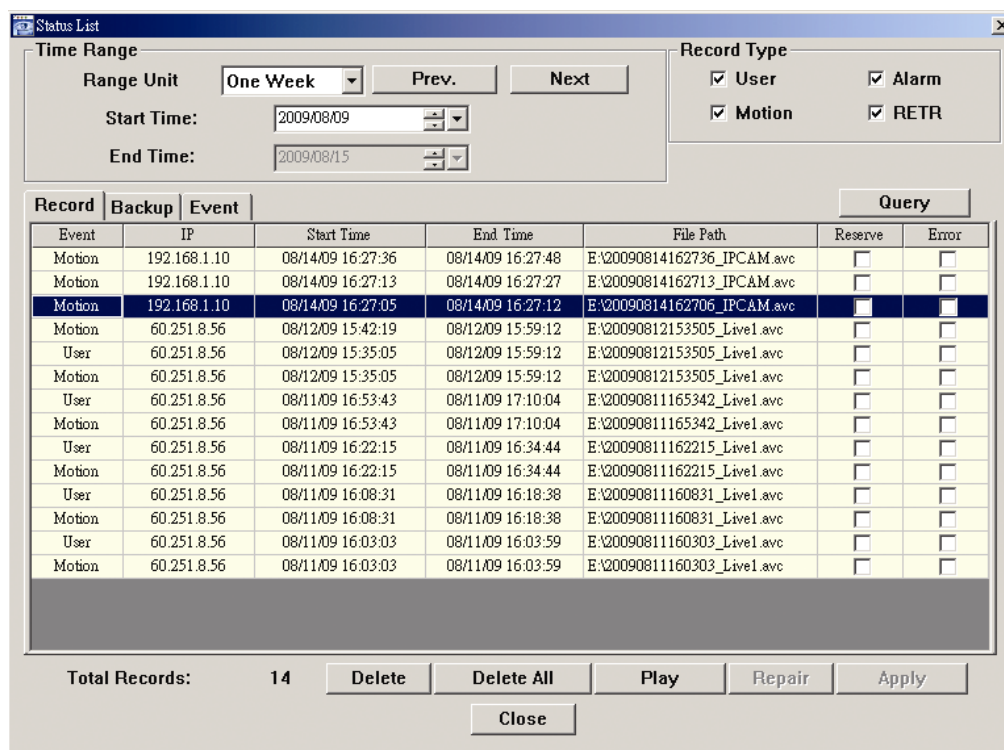 Status List
Time Range
Record Type
Range Unit One Week Prev. Next
User Alarm
Start Time: 2009/08/09
Motion RETR
End Time: 2009/08/15
Record Backup Event Query
Event IP Start Time End Time File Path Reserve Error
Motion 192.168.1.10 08/14/09 16:27:36 08/14/09 16:27:48 E:\20090814162736_IPCAM.avc
Motion 192.168.1.10 08/14/09 16:27:13 08/14/09 16:27:27 E:\20090814162713_IPCAM.avc
Motion 192.168.1.10 08/14/09 16:27:05 08/14/09 16:27:12 E:\20090814162706_IPCAM.avc
Motion 60.251.8.56 08/12/09 15:42:19 08/12/09 15:59:12 E:\20090812153505_Live1.avc
User 60.251.8.56 08/12/09 15:35:05 08/12/09 15:59:12 E:\20090812153505_Live1.avc
Motion 60.251.8.56 08/12/09 15:35:05 08/12/09 15:59:12 E:\20090812153505_Live1.avc
User 60.251.8.56 08/11/09 16:53:43 08/11/09 17:10:04 E:\20090811165342_Live1.avc
Motion 60.251.8.56 08/11/09 16:53:43 08/11/09 17:10:04 E:\20090811165342_Live1.avc
User 60.251.8.56 08/11/09 16:22:15 08/11/09 16:34:44 E:\20090811162215_Live1.avc
Motion 60.251.8.56 08/11/09 16:22:15 08/11/09 16:34:44 E:\20090811162215_Live1.avc
User 60.251.8.56 08/11/09 16:08:31 08/11/09 16:18:38 E:\20090811160831_Live1.avc
Motion 60.251.8.56 08/11/09 16:08:31 08/11/09 16:18:38 E:\20090811160831_Live1.avc
User 60.251.8.56 08/11/09 16:03:03 08/11/09 16:03:59 E:\20090811160303_Live1.avc
Motion 60.251.8.56 08/11/09 16:03:03 08/11/09 16:03:59 E:\20090811160303_Live1.avc
Total Records: 14 Delete Delete All Play Repair Apply
Close